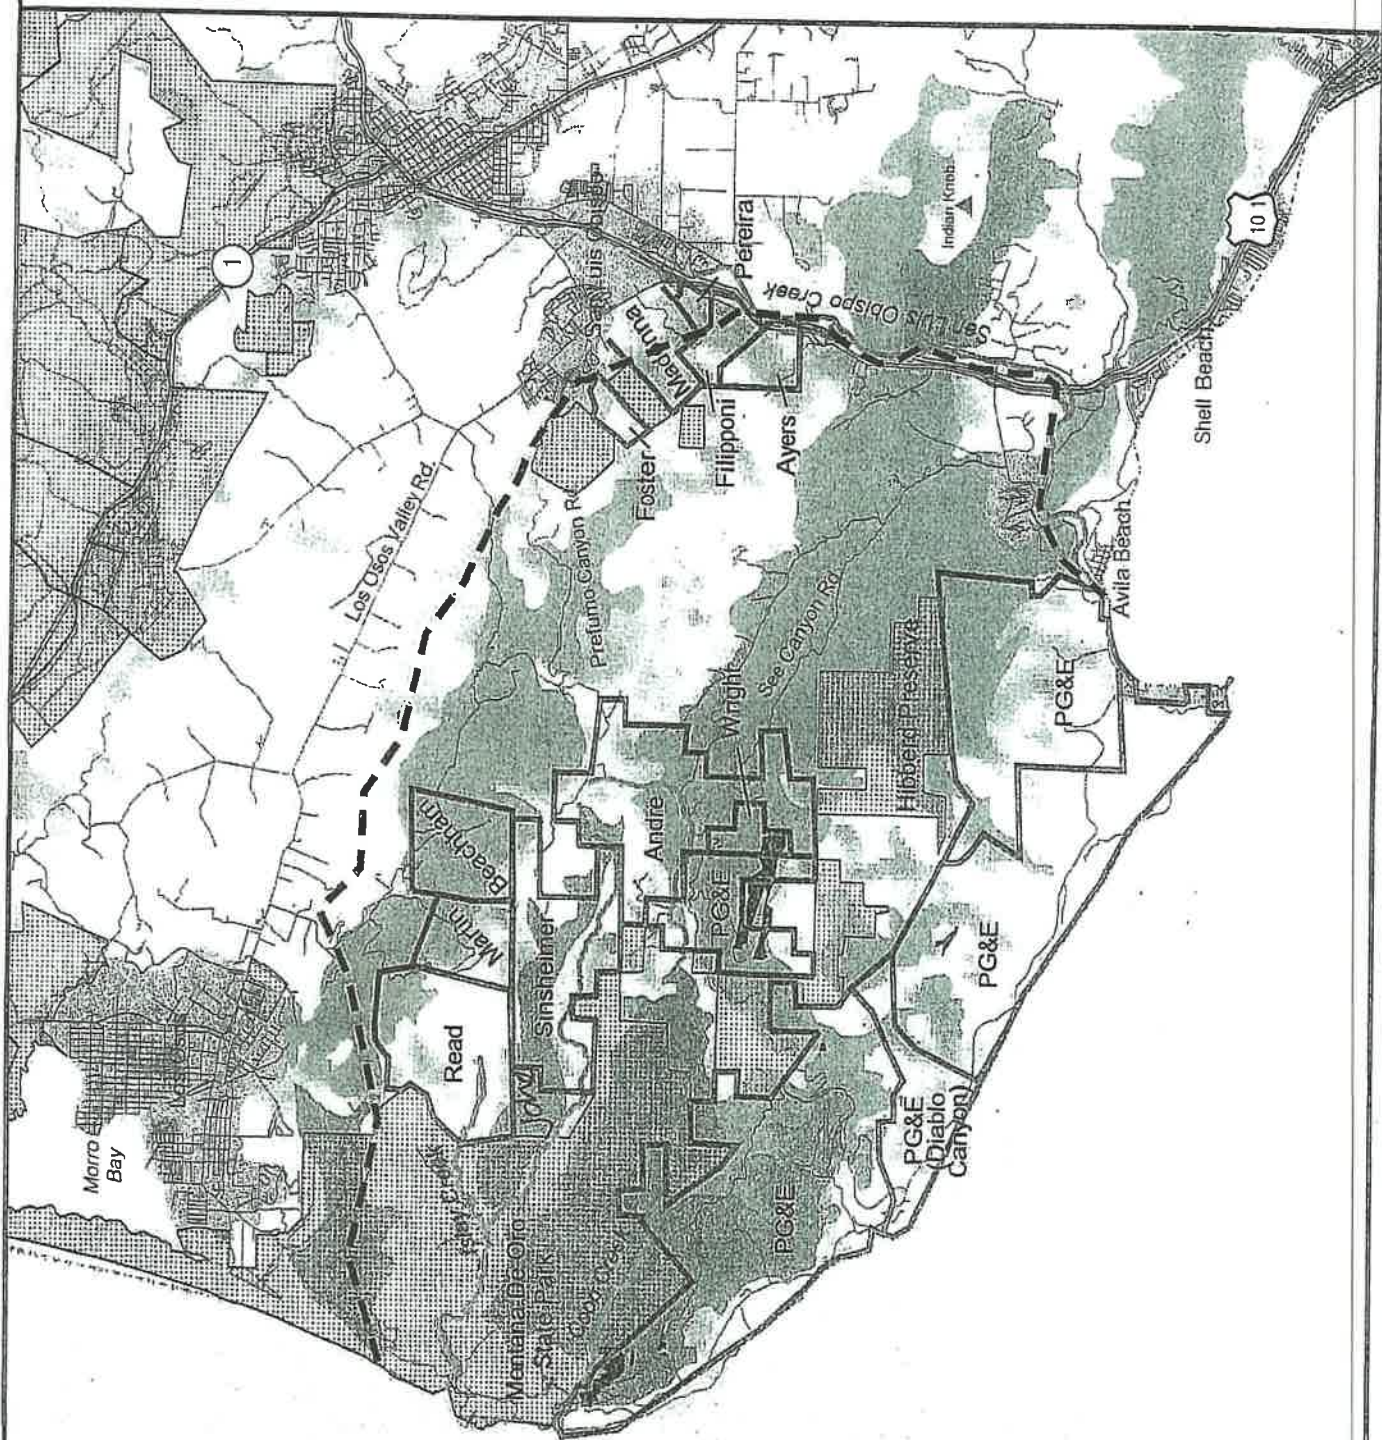 1
San Luis Obispo
Los Osos Valley Rd.
Madonna
Pereira
San Luis Obispo Creek
Indian Knob
101
Shell Beach
Foster
Filipponi
Ayers
Prefumo Canyon Rd
See Canyon Rd
Avila Beach
Wright
Hibberd Preserve
PG&E
Beacham
Andre
Martin
PG&E
Sinsheimer
PG&E
Read
Morro
Bay
PG&E
(Diablo
Canyon)
Islay Creek
Montana De Oro
State Park
Coon Creek
PG&E